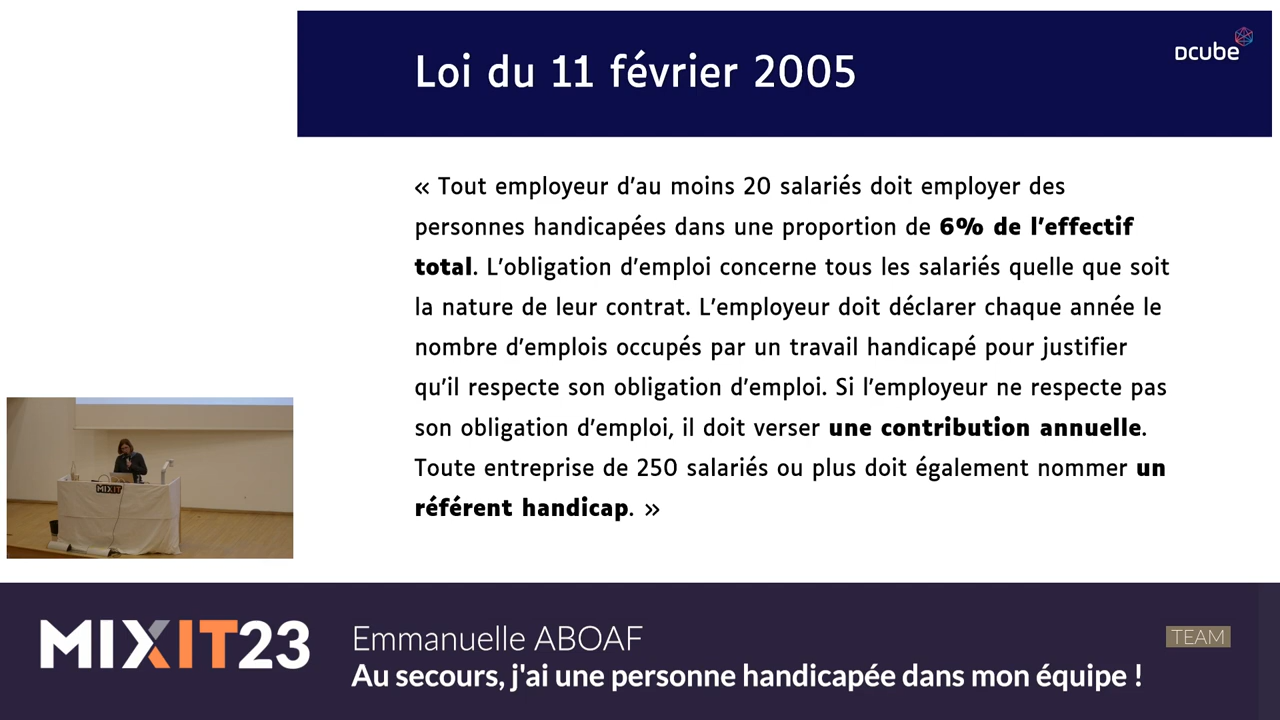 Loi du 11 février 2005
Dcube
« Tout employeur d'au moins 20 salariés doit employer des
personnes handicapées dans une proportion de 6% de l'effectif
total. L'obligation d'emploi concerne tous les salariés quelle que soit
la nature de leur contrat. L'employeur doit déclarer chaque année le
nombre d'emplois occupés par un travail handicapé pour justifier
qu'il respecte son obligation d'emploi. Si l'employeur ne respecte pas
son obligation d'emploi, il doit verser une contribution annuelle.
Toute entreprise de 250 salariés ou plus doit également nommer un
référent handicap. »
MIXIT
MIXIT23
Emmanuelle ABOAF
TEAM
Au secours, j'ai une personne handicapée dans mon équipe !